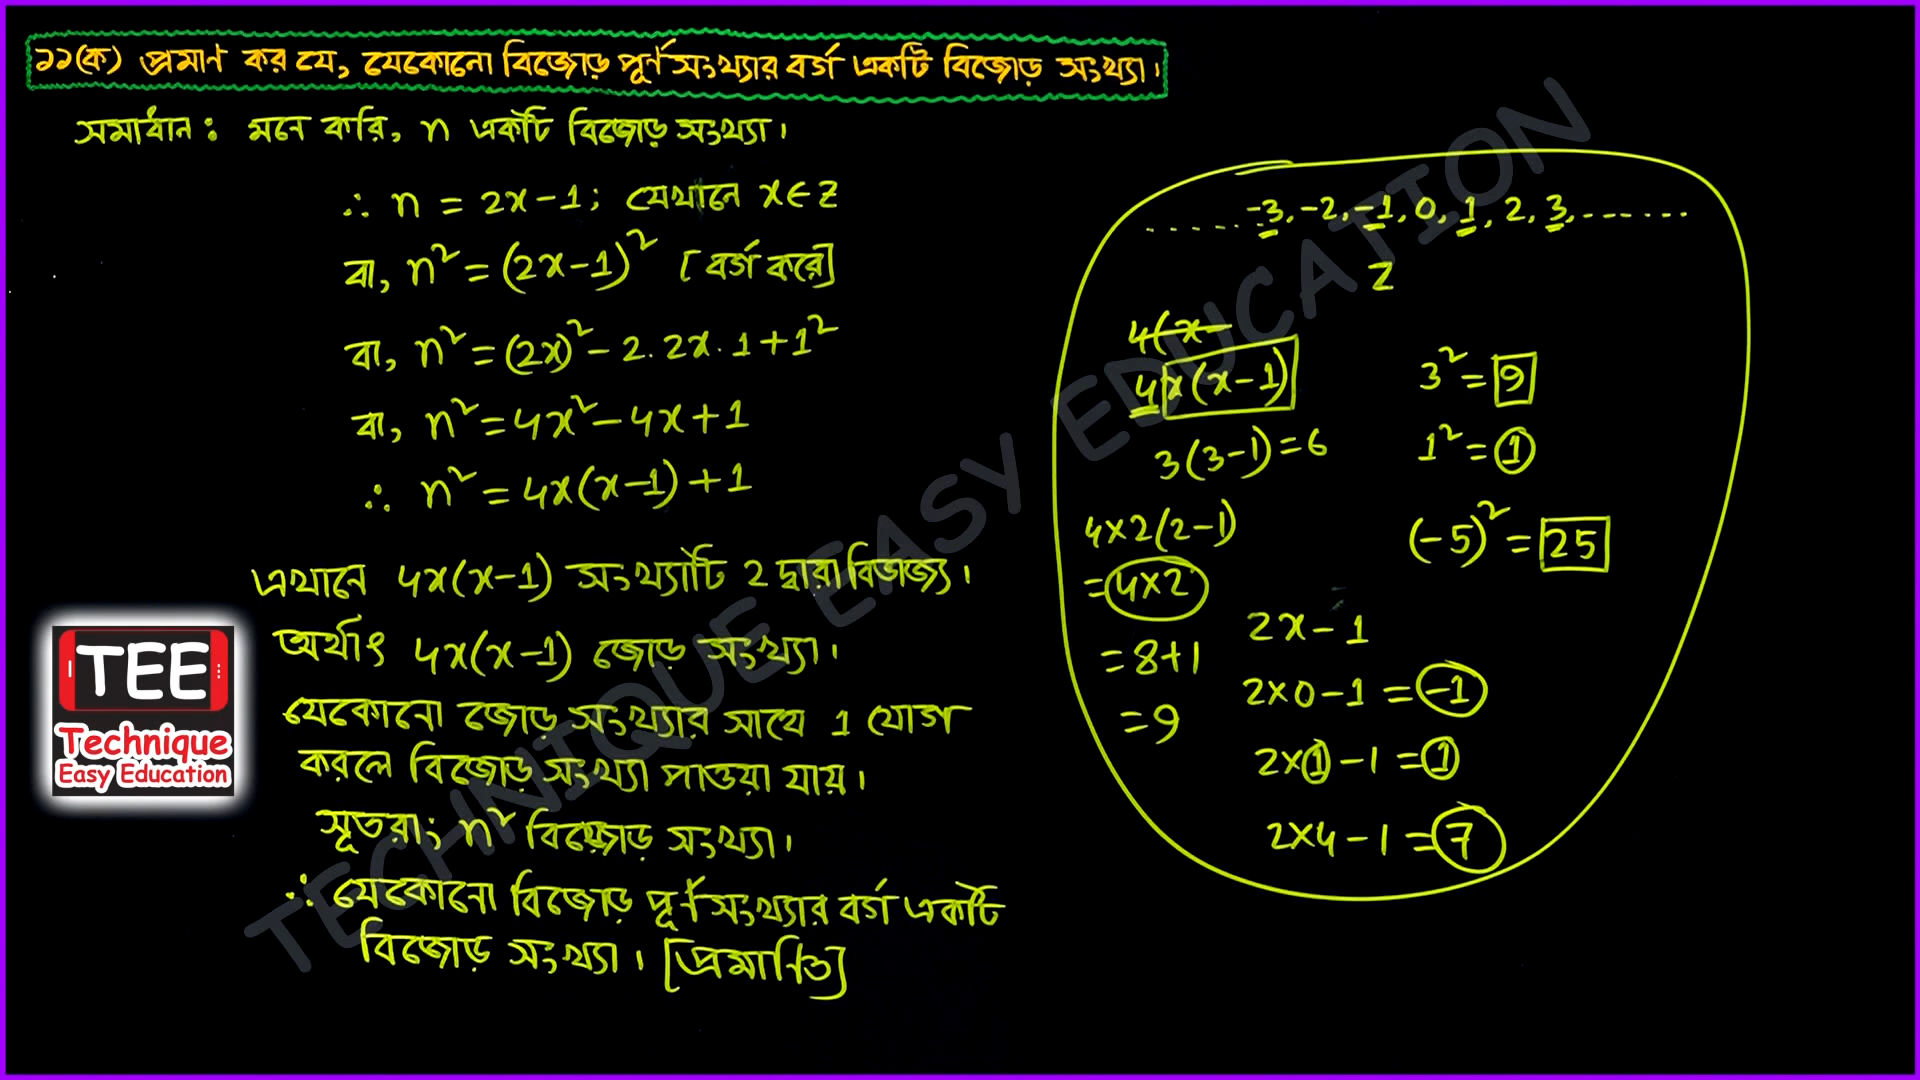 ১১(ক) প্রমাণ কর যে, যেকোনো বিজোড় পূর্ণসংখ্যার বর্গ একটি বিজোড় সংখ্যা।
সমাধান: মনে করি, n একটি বিজোড় সংখ্যা।
∴ n = 2x-1; যেখানে x∈Z
বা, n² = (2x-1)² [বর্গ করে]
বা, n² = (2x)² - 2.2x.1 + 1²
বা, n² = 4x² - 4x + 1
∴ n² = 4x(x-1) + 1
এখানে 4x(x-1) সংখ্যাটি 2 দ্বারা বিভাজ্য।
অর্থাৎ 4x(x-1) জোড় সংখ্যা।
যেকোনো জোড় সংখ্যার সাথে 1 যোগ
করলে বিজোড় সংখ্যা পাওয়া যায়।
সুতরাং n² বিজোড় সংখ্যা।
∴ যেকোনো বিজোড় পূর্ণসংখ্যার বর্গ একটি
বিজোড় সংখ্যা। [প্রমাণিত]
.......-3, -2, -1, 0, 1, 2, 3,.......
Z
4(x-
4x(x-1)
3(3-1)=6
4×2(2-1)
=4×2
=8+1
=9
3²=9
1²=1
(-5)²=25
2x-1
2×0-1=-1
2×1-1=1
2×4-1=7
TEE
Technique
Easy Education
TECHNIQUE EASY EDUCATION